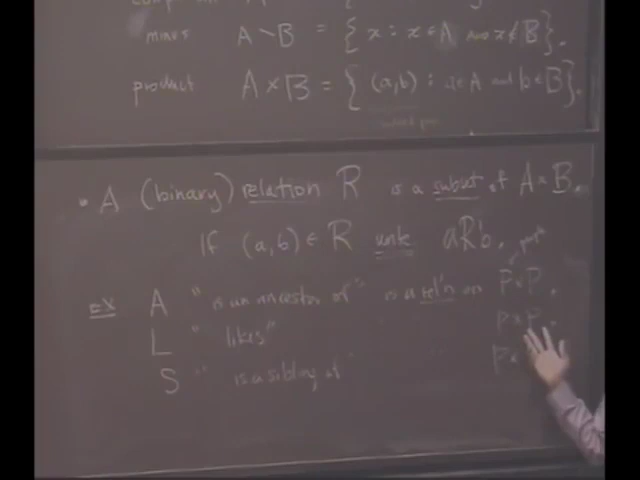 minus A \ B = { x : x ∈ A and x ∉ B }.
product A × B = { (a,b) : a ∈ A and b ∈ B }.
• A (binary) relation R is a subset of A × B.
If (a,b) ∈ R write aRb.
people
Ex A "is an ancestor of" is a rel'n on P×P.
L "likes" P×P.
S "is a sibling of" " P×